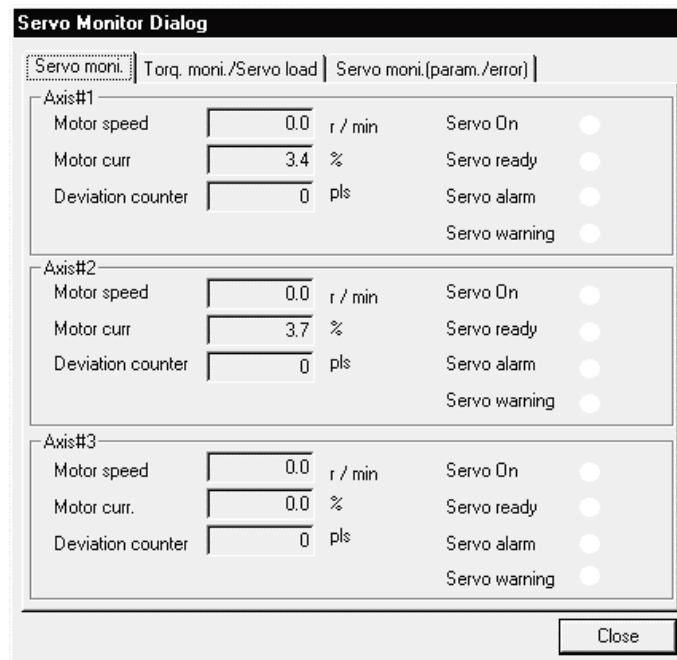 Servo Monitor Dialog
Servo moni. Torq. moni./Servo load Servo moni.(param./error)
Axis#1
Motor speed 0.0 r / min Servo On
Motor curr 3.4 % Servo ready
Deviation counter 0 pls Servo alarm
Servo warning
Axis#2
Motor speed 0.0 r / min Servo On
Motor curr 3.7 % Servo ready
Deviation counter 0 pls Servo alarm
Servo warning
Axis#3
Motor speed 0.0 r / min Servo On
Motor curr. 0.0 % Servo ready
Deviation counter 0 pls Servo alarm
Servo warning
Close